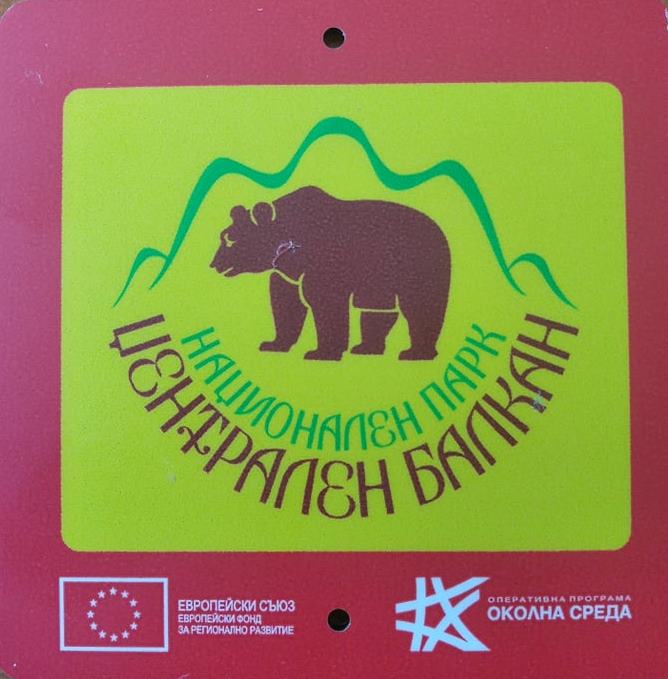 НАЦИОНАЛЕН ПАРК
ЦЕНТРАЛЕН БАЛКАН
ЕВРОПЕЙСКИ СЪЮЗ
ЕВРОПЕЙСКИ ФОНД
ЗА РЕГИОНАЛНО РАЗВИТИЕ
ОПЕРАТИВНА ПРОГРАМА
ОКОЛНА СРЕДА